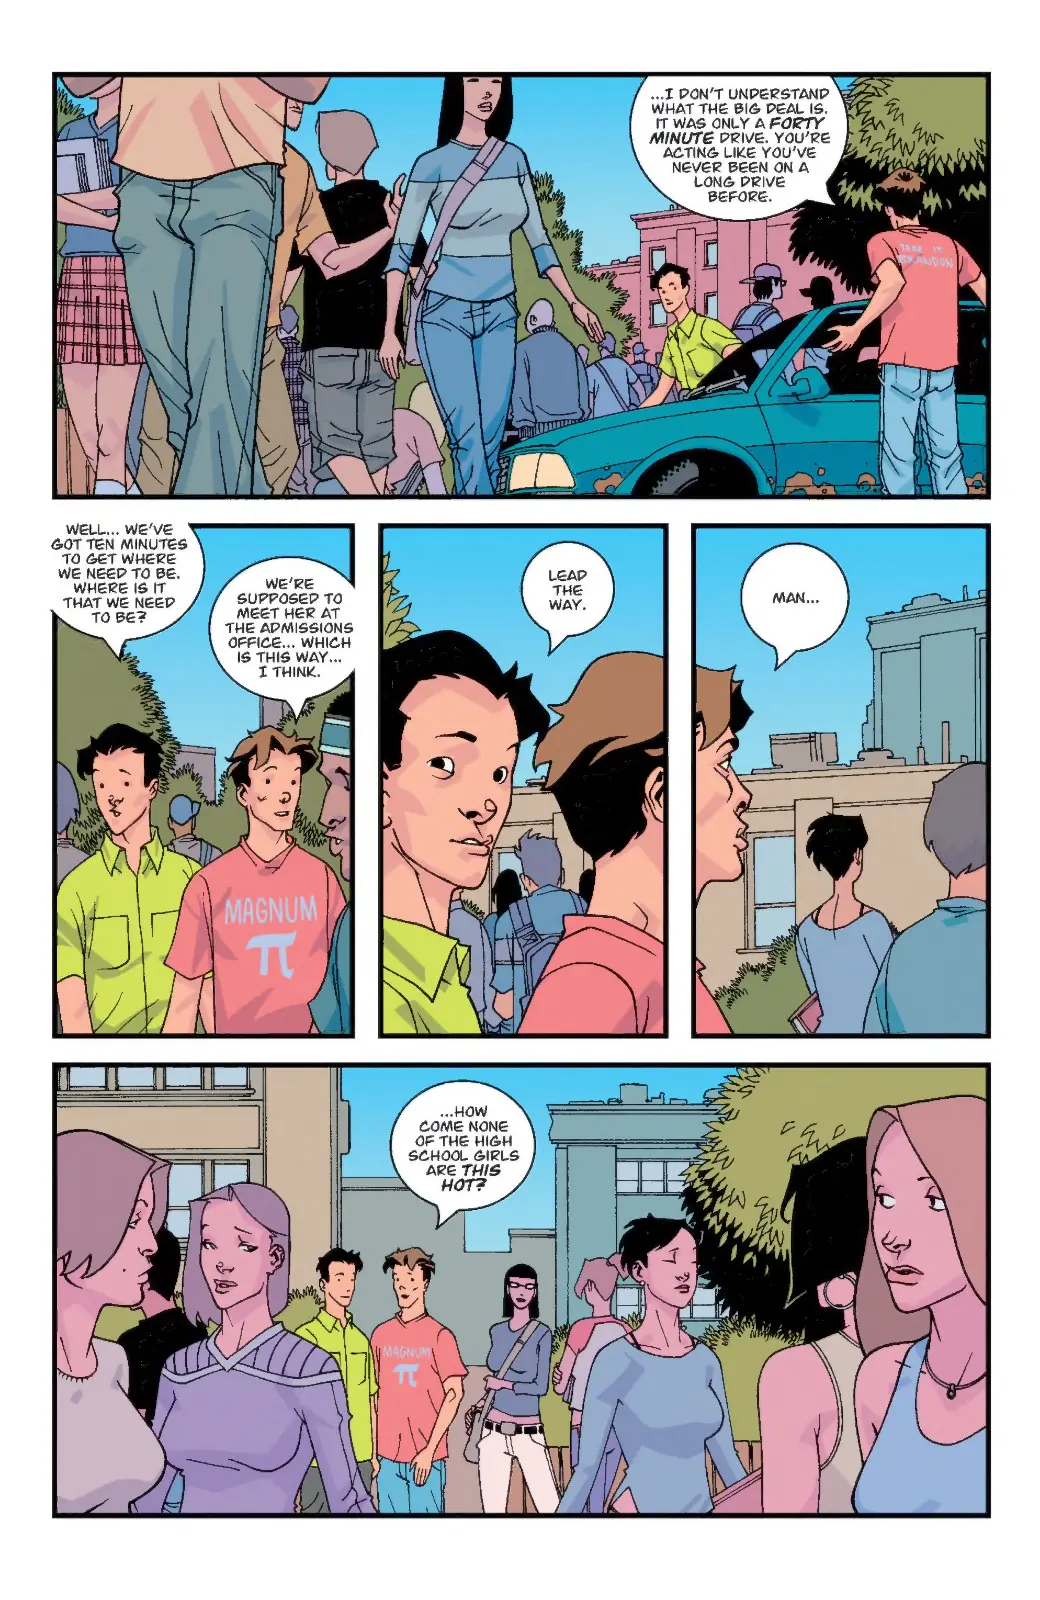 ...I DON'T UNDERSTAND
WHAT THE BIG DEAL IS.
IT WAS ONLY A FORTY
MINUTE DRIVE. YOU'RE
ACTING LIKE YOU'VE
NEVER BEEN ON A
LONG DRIVE
BEFORE.
TAKE IT
BRANDON
WELL... WE'VE
GOT TEN MINUTES
TO GET WHERE
WE NEED TO BE.
WHERE IS IT
THAT WE NEED
TO BE?
WE'RE
SUPPOSED TO
MEET HER AT
THE ADMISSIONS
OFFICE... WHICH
IS THIS WAY...
I THINK.
MAGNUM
π
LEAD
THE
WAY.
MAN...
...HOW
COME NONE
OF THE HIGH
SCHOOL GIRLS
ARE THIS
HOT?
MAGNUM
π